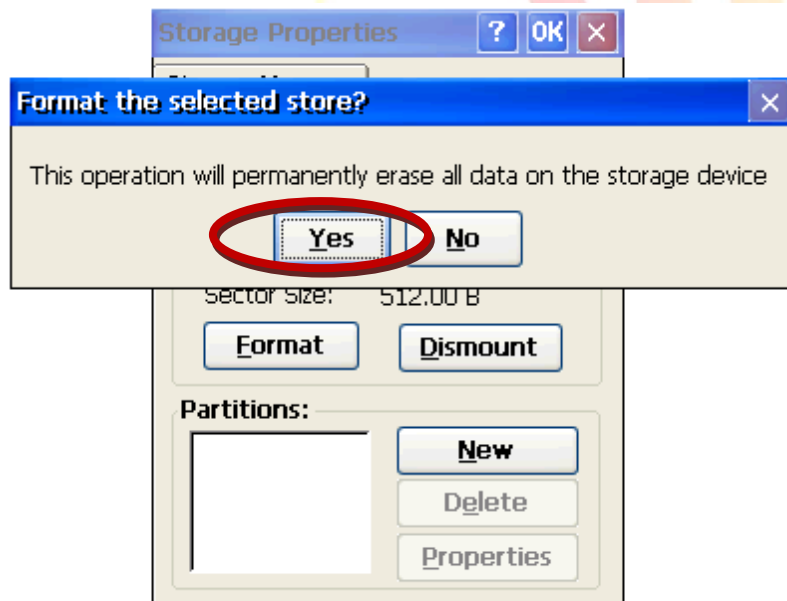 Storage Properties ? OK
Format the selected store?
This operation will permanently erase all data on the storage device
Yes No
Sector Size: 512.00 B
Format Dismount
Partitions:
New
Delete
Properties